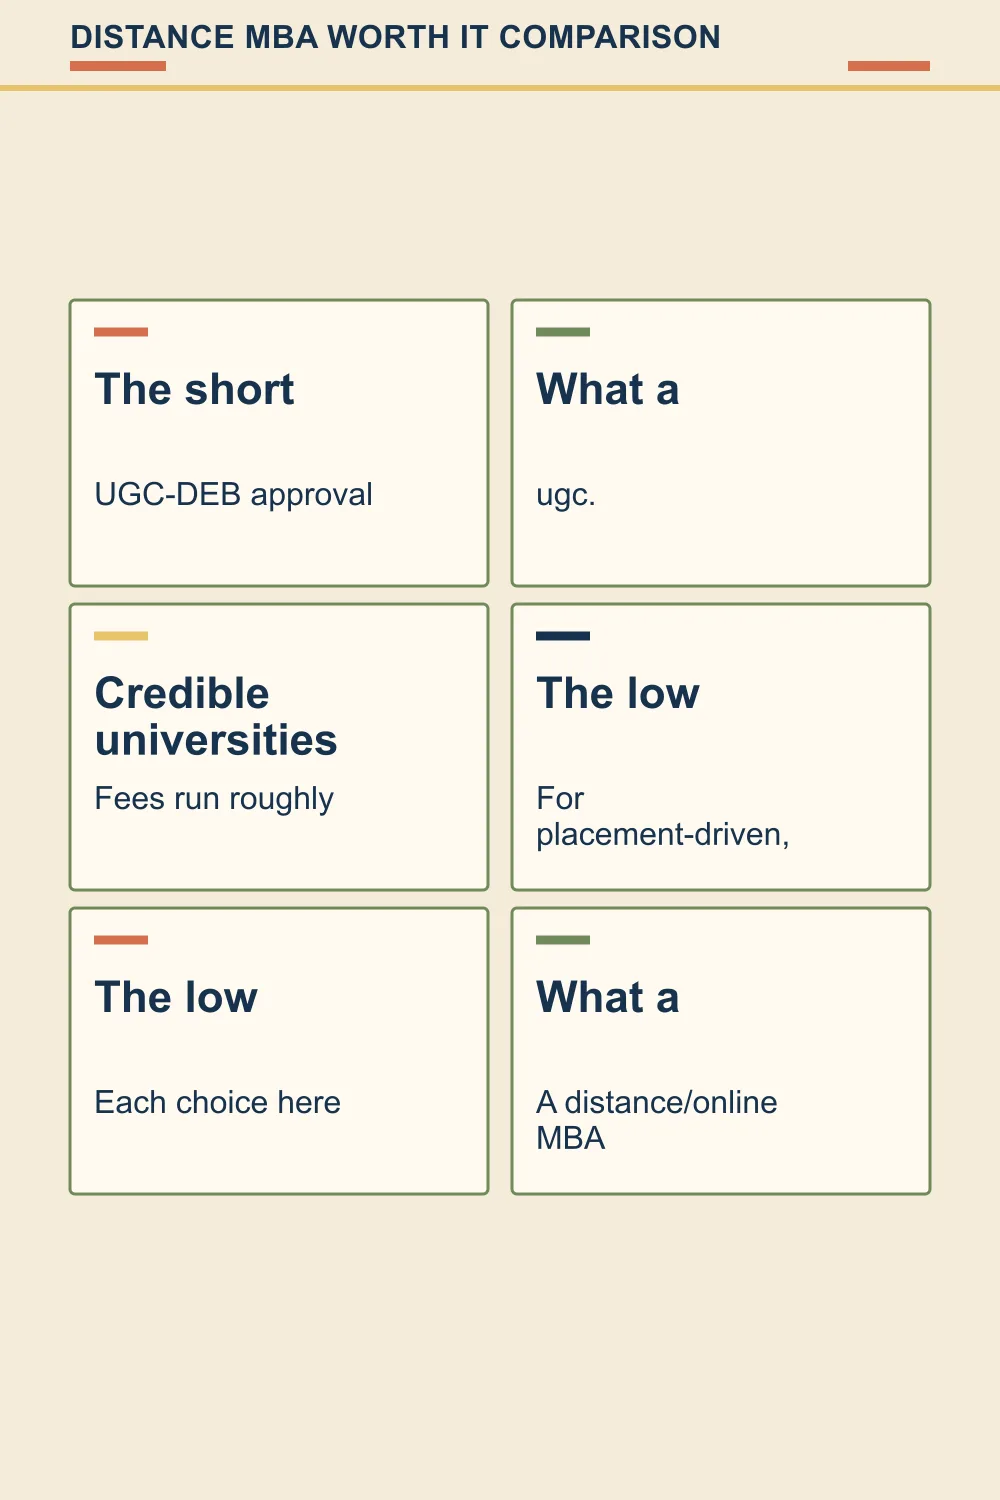 DISTANCE MBA WORTH IT COMPARISON
The short
UGC-DEB approval
What a
ugc.
Credible
universities
Fees run roughly
The low
For
placement-driven,
The low
Each choice here
What a
A distance/online
MBA